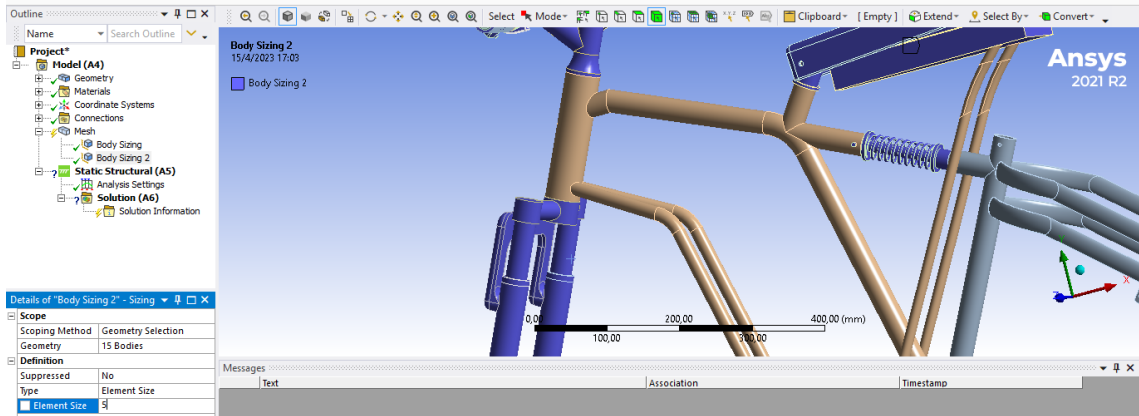 Outline
Name
Search Outline
Project*
Model (A4)
Geometry
Materials
Coordinate Systems
Connections
Mesh
Body Sizing
Body Sizing 2
Static Structural (A5)
Analysis Settings
Solution (A6)
Solution Information
Select Mode Clipboard [ Empty ] Extend Select By Convert
Body Sizing 2
15/4/2023 17:03
Body Sizing 2
Ansys
2021 R2
Y
X
Z
0,00 200,00 400,00 (mm)
100,00 300,00
Details of "Body Sizing 2" - Sizing
Scope
Scoping Method Geometry Selection
Geometry 15 Bodies
Definition
Suppressed No
Type Element Size
Element Size 5
Messages
Text Association Timestamp